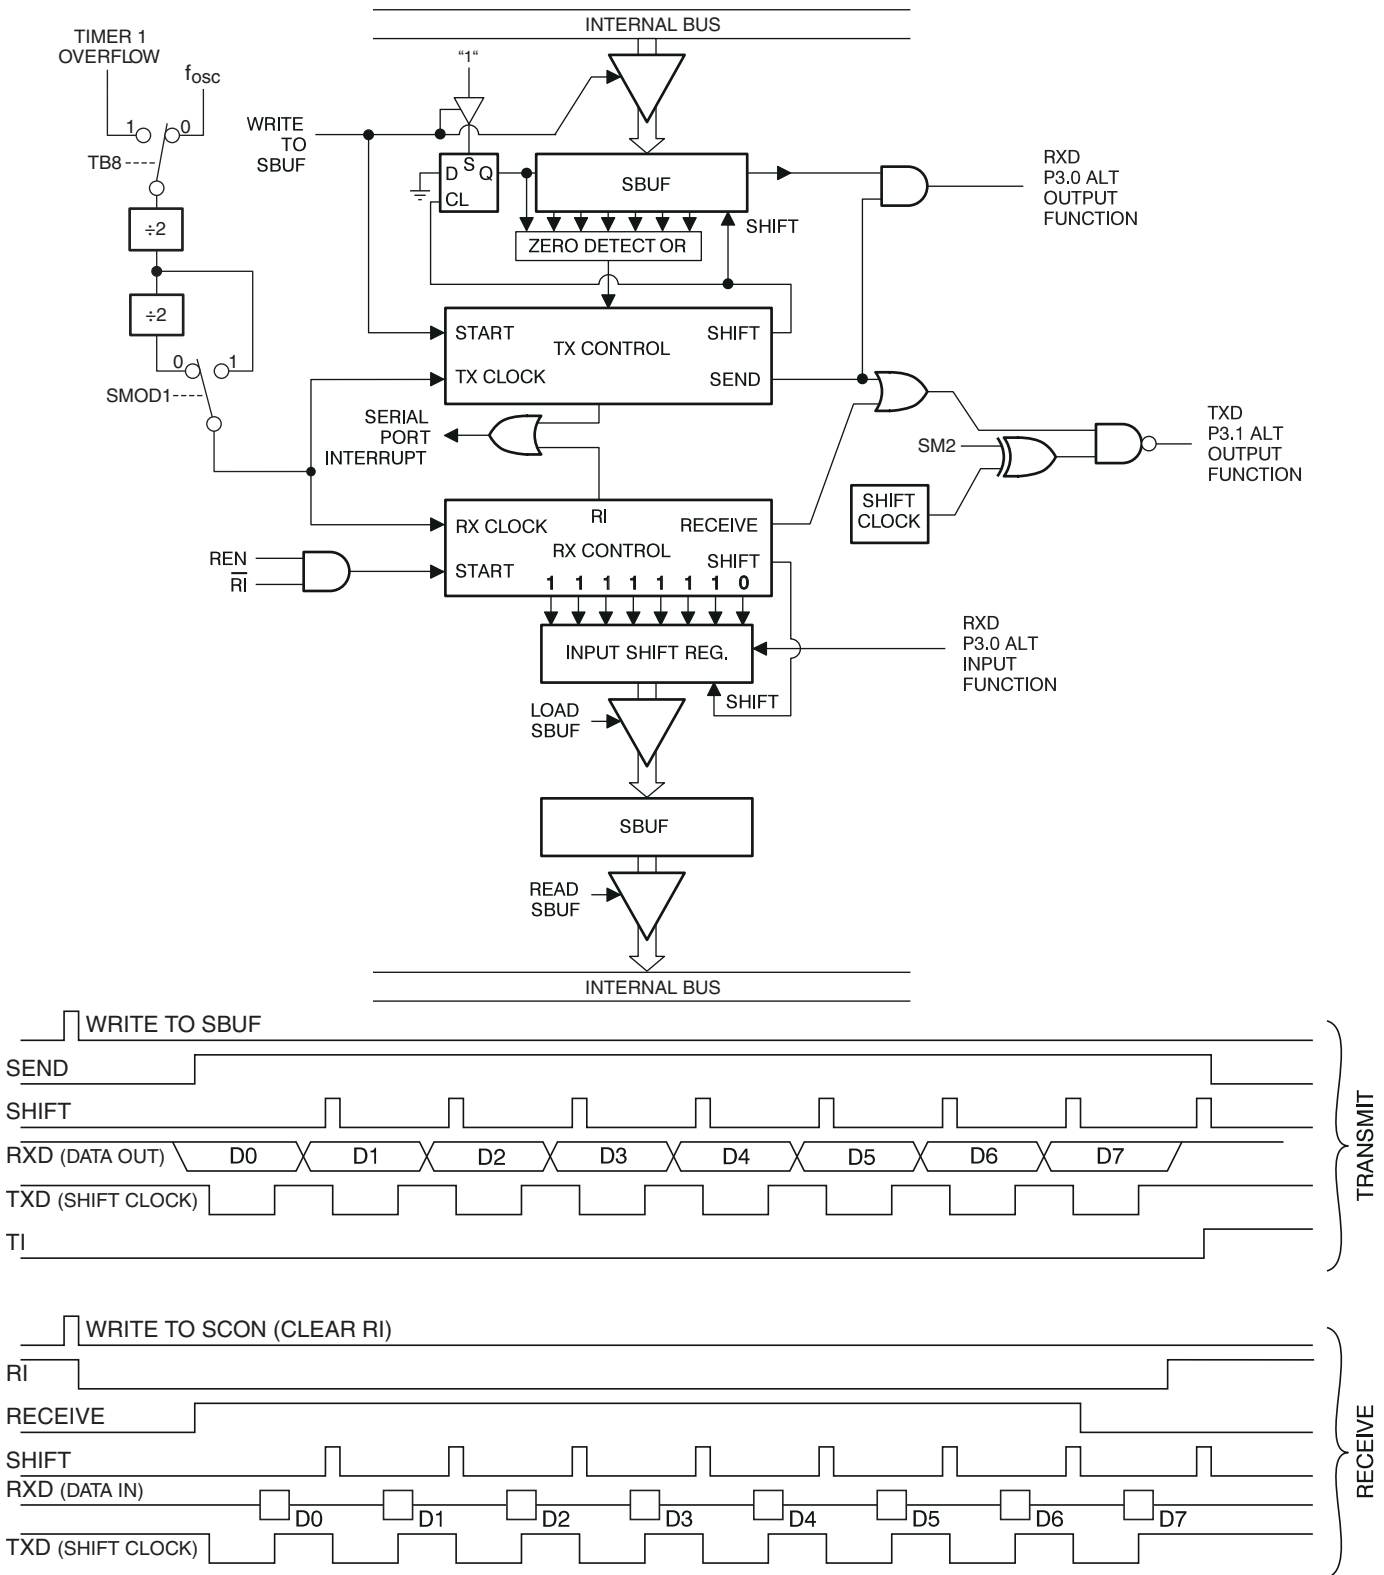 INTERNAL BUS
TIMER 1
OVERFLOW
fosc
"1"
1
0
TB8
WRITE
TO
SBUF
D
S
Q
CL
SBUF
SHIFT
ZERO DETECT OR
RXD
P3.0 ALT
OUTPUT
FUNCTION
÷2
÷2
0
1
SMOD1
START
TX CONTROL
SHIFT
TX CLOCK
SEND
SERIAL
PORT
INTERRUPT
SM2
SHIFT
CLOCK
TXD
P3.1 ALT
OUTPUT
FUNCTION
RX CLOCK
RI
RECEIVE
RX CONTROL
SHIFT
REN
RI
START
1 1 1 1 1 1 1 0
INPUT SHIFT REG.
RXD
P3.0 ALT
INPUT
FUNCTION
SHIFT
LOAD
SBUF
SBUF
READ
SBUF
INTERNAL BUS
WRITE TO SBUF
SEND
SHIFT
RXD (DATA OUT) D0 D1 D2 D3 D4 D5 D6 D7
TXD (SHIFT CLOCK)
TI
TRANSMIT
WRITE TO SCON (CLEAR RI)
RI
RECEIVE
SHIFT
RXD (DATA IN) D0 D1 D2 D3 D4 D5 D6 D7
TXD (SHIFT CLOCK)
RECEIVE